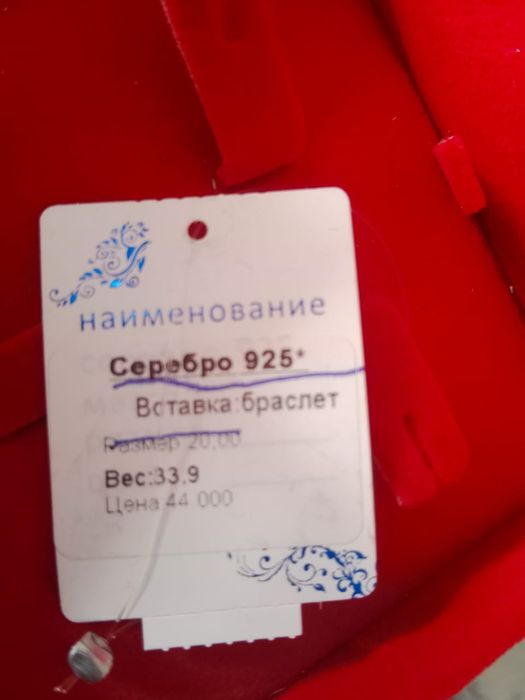 наименование
Серебро 925*
Вставка:браслет
Размер 20,00
Вес:33,9
Цена 44 000